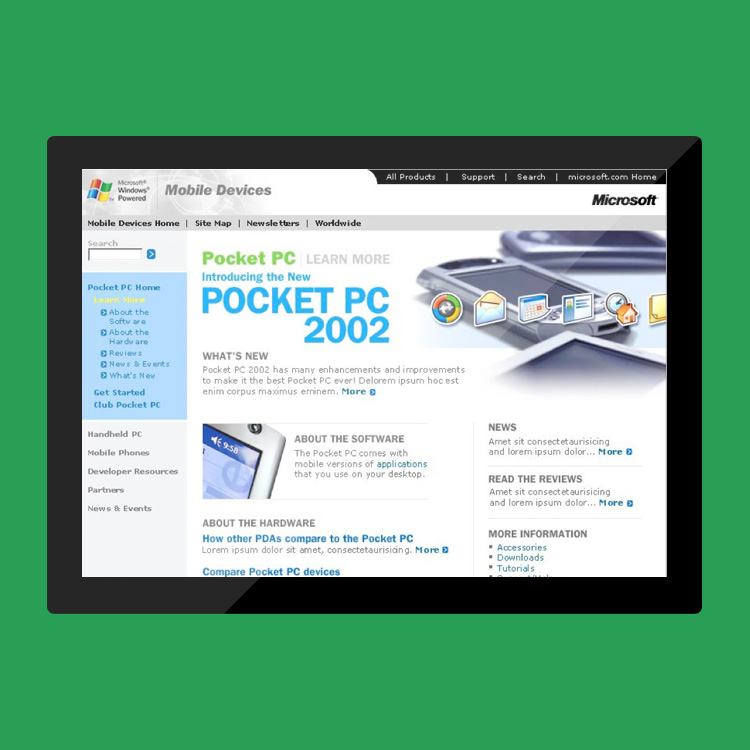 All Products | Support | Search | microsoft.com Home
Microsoft®
Windows®
Powered
Mobile Devices
Microsoft
Mobile Devices Home | Site Map | Newsletters | Worldwide
Search
Pocket PC Home
Learn More
About the
Software
About the
Hardware
Reviews
News & Events
What's New
Get Started
Club Pocket PC
Handheld PC
Mobile Phones
Developer Resources
Partners
News & Events
Pocket PC | LEARN MORE
Introducing the New
POCKET PC
2002
WHAT'S NEW
Pocket PC 2002 has many enhancements and improvements
to make it the best Pocket PC ever! Delorem ipsum hoc est
enim corpus maximus eminem. More
9:58
ABOUT THE SOFTWARE
The Pocket PC comes with
mobile versions of applications
that you use on your desktop.
ABOUT THE HARDWARE
How other PDAs compare to the Pocket PC
Lorem ipsum dolor sit amet, consectetaurisicing. More
Compare Pocket PC devices
NEWS
Amet sit consectetaurisicing
and lorem ipsum dolor... More
READ THE REVIEWS
Amet sit consectetaurisicing
and lorem ipsum dolor... More
MORE INFORMATION
Accessories
Downloads
Tutorials